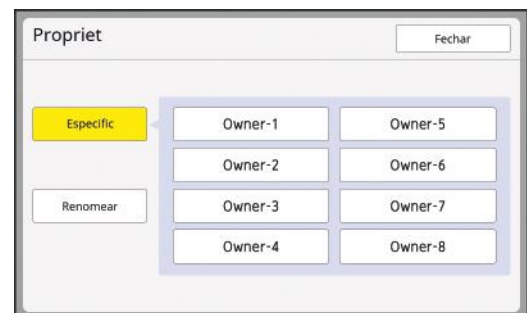 Propriet
Fechar
Especific
Owner-1
Owner-5
Owner-2
Owner-6
Renomear
Owner-3
Owner-7
Owner-4
Owner-8